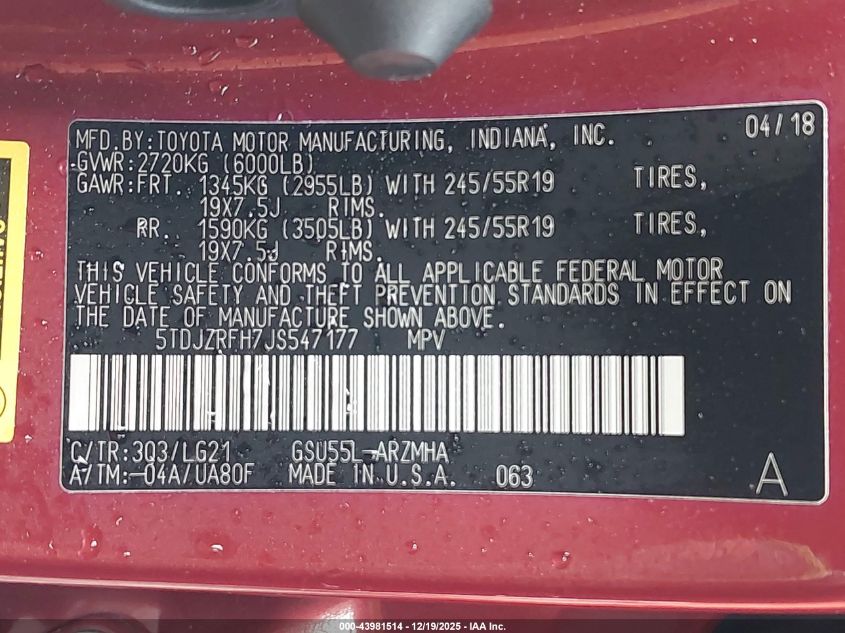 MFD.BY:TOYOTA MOTOR MANUFACTURING, INDIANA, INC. 04/18
GVWR:2720KG (6000LB)
GAWR:FRT. 1345KG (2955LB) WITH 245/55R19 TIRES,
19X7.5J RIMS.
RR. 1590KG (3505LB) WITH 245/55R19 TIRES,
19X7.5J RIMS.
THIS VEHICLE CONFORMS TO ALL APPLICABLE FEDERAL MOTOR
VEHICLE SAFETY AND THEFT PREVENTION STANDARDS IN EFFECT ON
THE DATE OF MANUFACTURE SHOWN ABOVE.
5TDJZRFH7JS547177 MPV
C/TR:3Q3/LG21 GSU55L-ARZMHA
A/TM:-04A/UA80F MADE IN U.S.A. 063 A
000-43981514 - 12/19/2025 - IAA Inc.